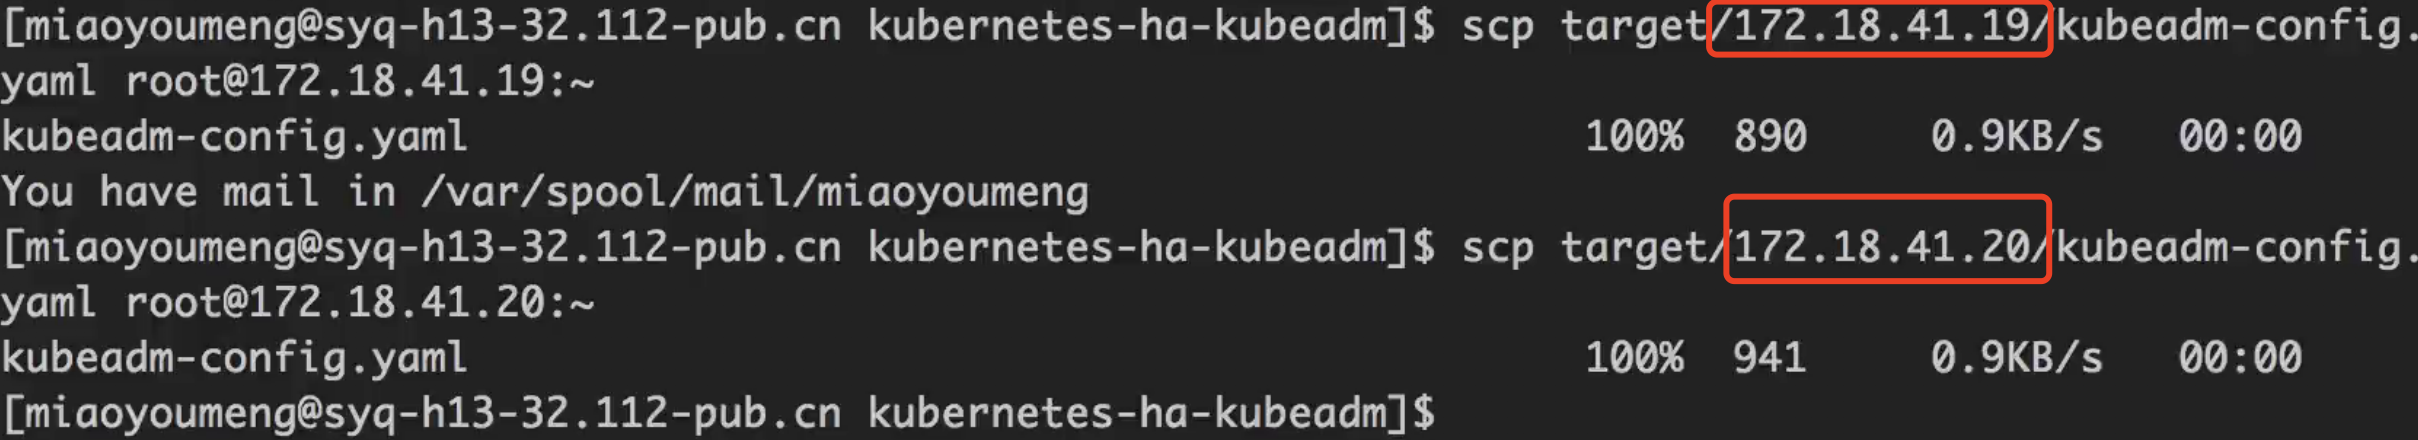 [miaoyoumeng@syq-h13-32.112-pub.cn kubernetes-ha-kubeadm]$ scp target/172.18.41.19/kubeadm-config.
yaml root@172.18.41.19:~
kubeadm-config.yaml 100% 890 0.9KB/s 00:00
You have mail in /var/spool/mail/miaoyoumeng
[miaoyoumeng@syq-h13-32.112-pub.cn kubernetes-ha-kubeadm]$ scp target/172.18.41.20/kubeadm-config.
yaml root@172.18.41.20:~
kubeadm-config.yaml 100% 941 0.9KB/s 00:00
[miaoyoumeng@syq-h13-32.112-pub.cn kubernetes-ha-kubeadm]$